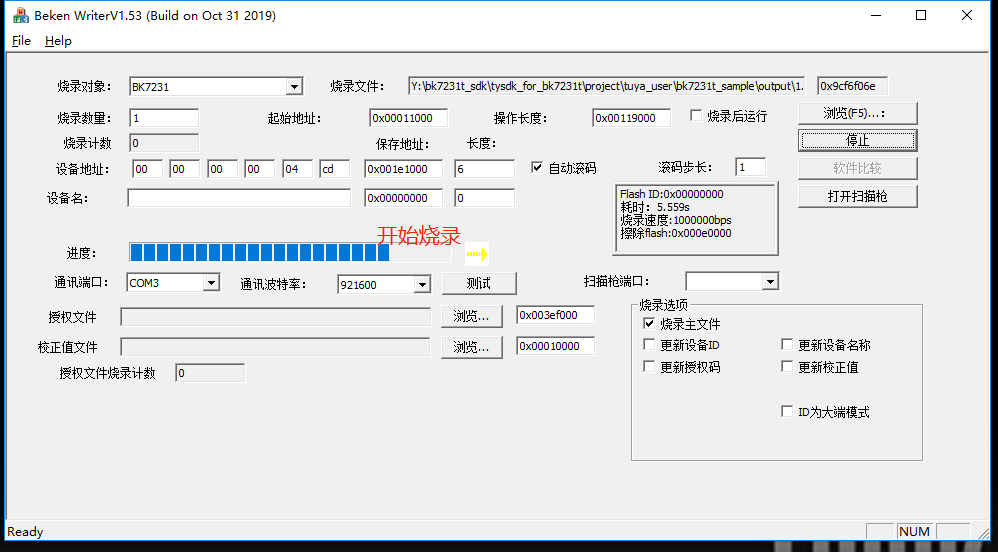 Beken WriterV1.53 (Build on Oct 31 2019)
File Help
烧录对象: BK7231 烧录文件: Y:\bk7231t_sdk\tysdk_for_bk7231t\project\tuya_user\bk7231t_sample\output\1. 0x9cf6f06e
烧录数量: 1 起始地址: 0x00011000 操作长度: 0x00119000 烧录后运行 浏览(F5)...:
烧录计数 0 保存地址: 长度: 停止
设备地址: 00 00 00 00 04 cd 0x001e1000 6 自动滚码 滚码步长: 1 软件比较
设备名: 0x00000000 0 打开扫描枪
Flash ID:0x00000000
耗时: 5.559s
烧录速度:1000000bps
擦除flash:0x000e0000
开始烧录
进度:
通讯端口: COM3 通讯波特率: 921600 测试 扫描枪端口:
授权文件 浏览... 0x003ef000
校正值文件 浏览... 0x00010000
授权文件烧录计数 0
烧录选项
烧录主文件
更新设备ID 更新设备名称
更新授权码 更新校正值
ID为大端模式
Ready NUM